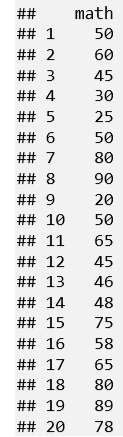 ##    math
## 1    50
## 2    60
## 3    45
## 4    30
## 5    25
## 6    50
## 7    80
## 8    90
## 9    20
## 10   50
## 11   65
## 12   45
## 13   46
## 14   48
## 15   75
## 16   58
## 17   65
## 18   80
## 19   89
## 20   78